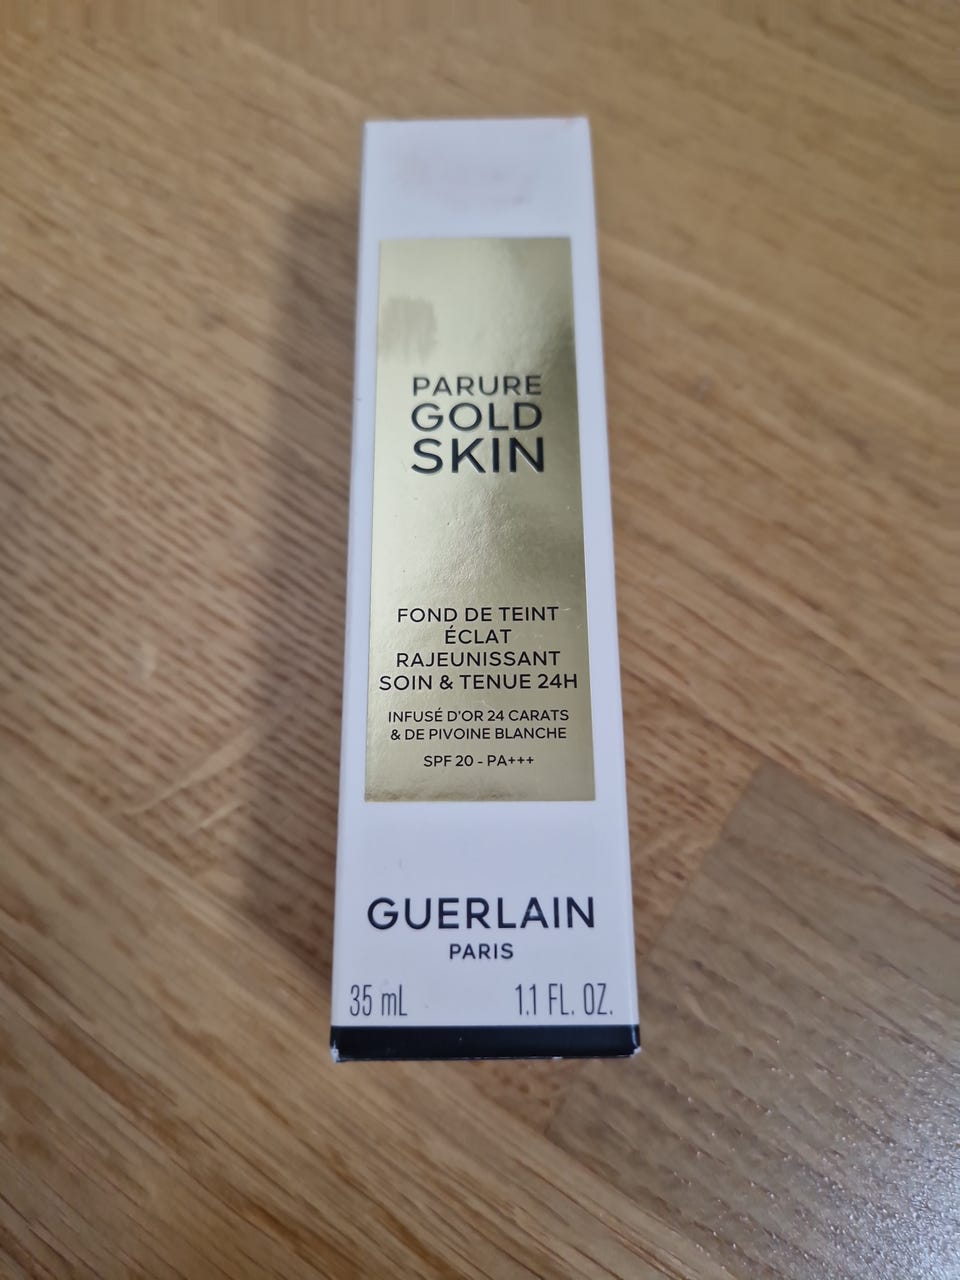 PARURE
GOLD
SKIN
FOND DE TEINT
ÉCLAT
RAJEUNISSANT
SOIN & TENUE 24H
INFUSÉ D'OR 24 CARATS
& DE PIVOINE BLANCHE
SPF 20 - PA+++
GUERLAIN
PARIS
35 mL 1.1 FL. OZ.